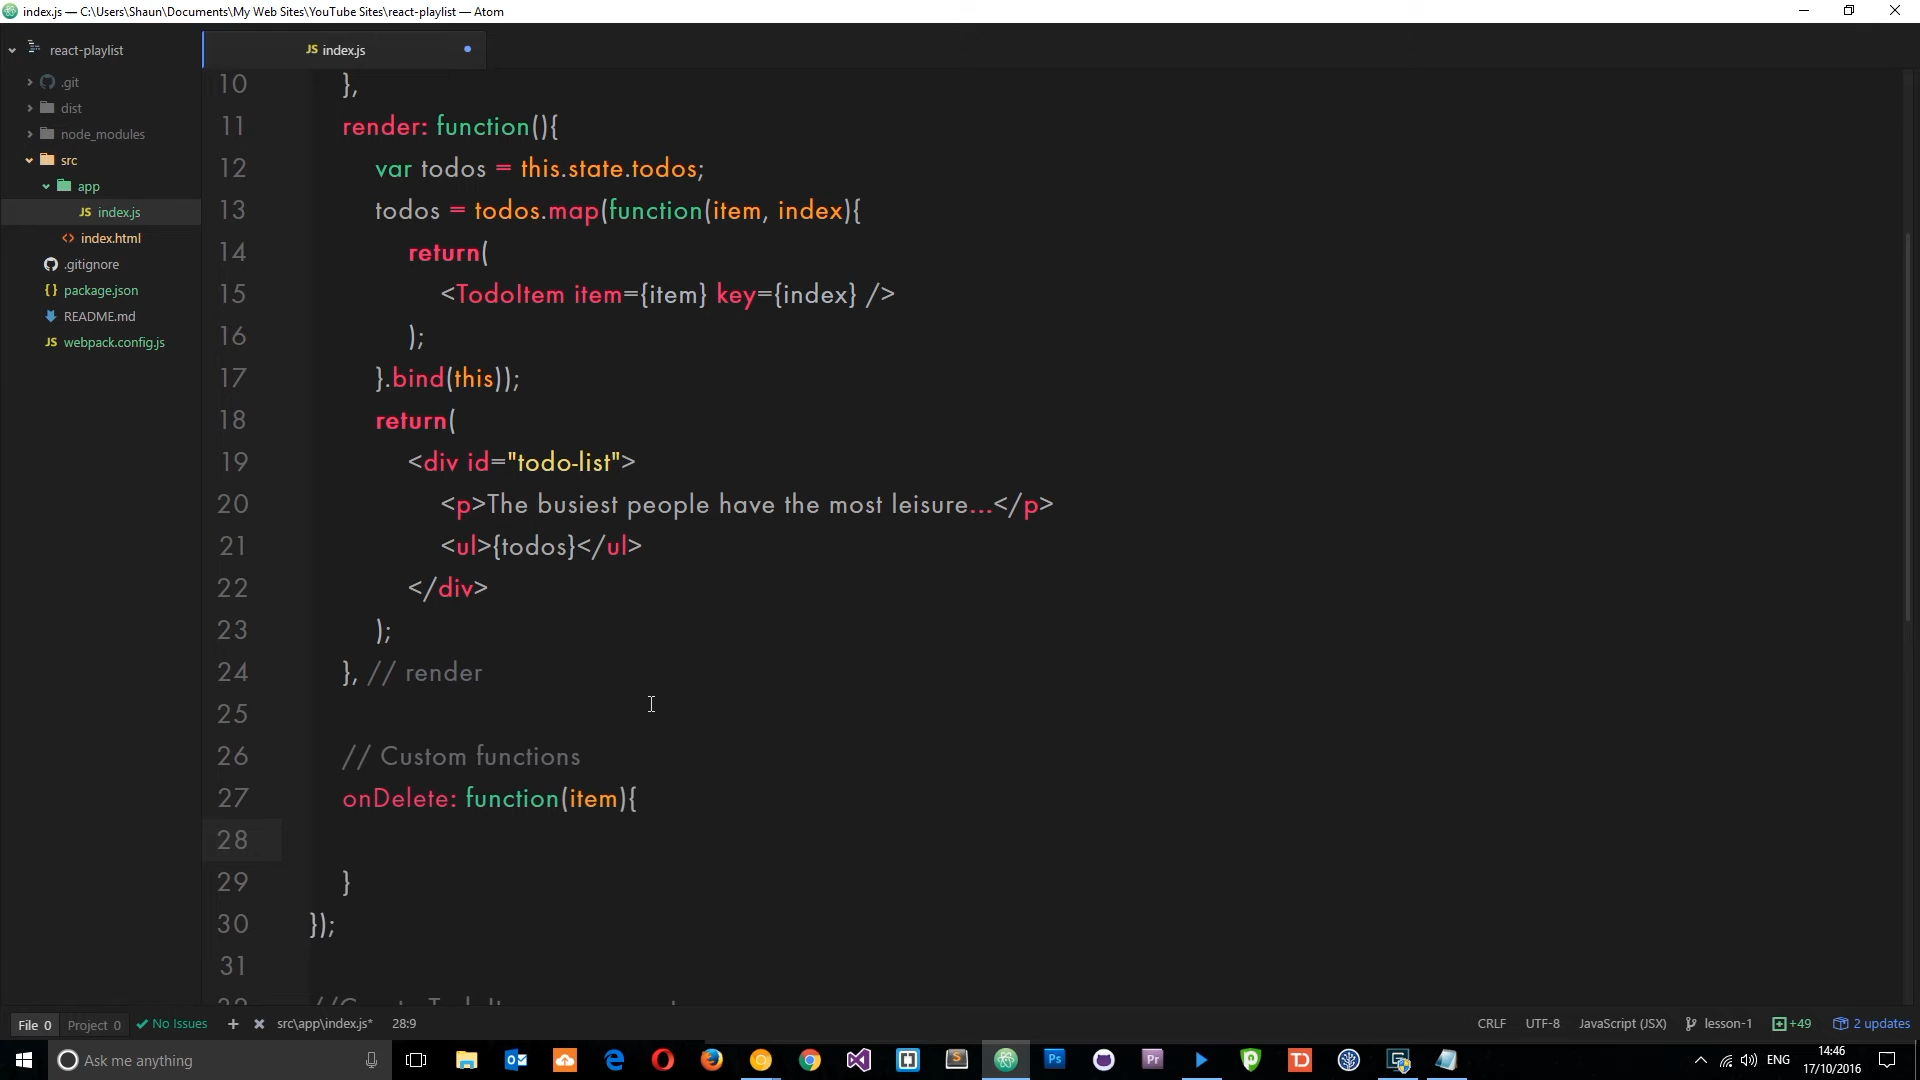 index.js — C:\Users\Shaun\Documents\My Web Sites\YouTube Sites\react-playlist — Atom
react-playlist
.git
dist
node_modules
src
app
JS index.js
<> index.html
.gitignore
{} package.json
README.md
JS webpack.config.js
JS index.js
10 },
11 render: function(){
12 var todos = this.state.todos;
13 todos = todos.map(function(item, index){
14 return(
15 <TodoItem item={item} key={index} />
16 );
17 }.bind(this));
18 return(
19 <div id="todo-list">
20 <p>The busiest people have the most leisure...</p>
21 <ul>{todos}</ul>
22 </div>
23 );
24 }, // render
25
26 // Custom functions
27 onDelete: function(item){
28
29 }
30 });
31
File 0 Project 0 No Issues + × src\app\index.js* 28:9 CRLF UTF-8 JavaScript (JSX) lesson-1 +49 2 updates
Ask me anything
Ps Pr TD ENG
14:46
17/10/2016